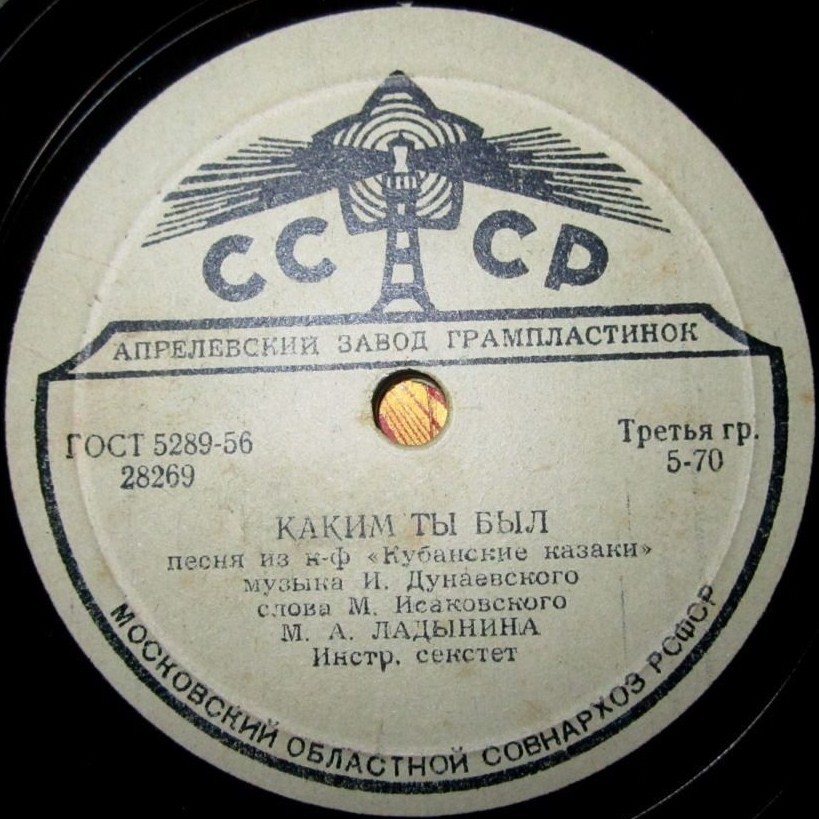 СССР
АПРЕЛЕВСКИЙ ЗАВОД ГРАМПЛАСТИНОК
ГОСТ 5289-56
28269
Третья гр.
5-70
КАКИМ ТЫ БЫЛ
песня из к-ф «Кубанские казаки»
музыка И. Дунаевского
слова М. Исаковского
М. А. ЛАДЫНИНА
Инстр. секстет
МОСКОВСКИЙ ОБЛАСТНОЙ СОВНАРХОЗ РСФСР